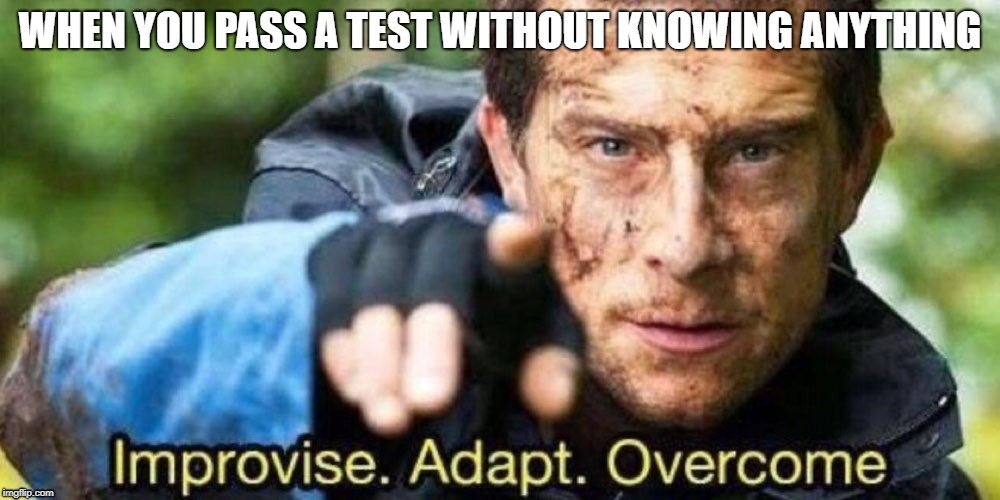 WHEN YOU PASS A TEST WITHOUT KNOWING ANYTHING
Improvise. Adapt. Overcome
imgflip.com